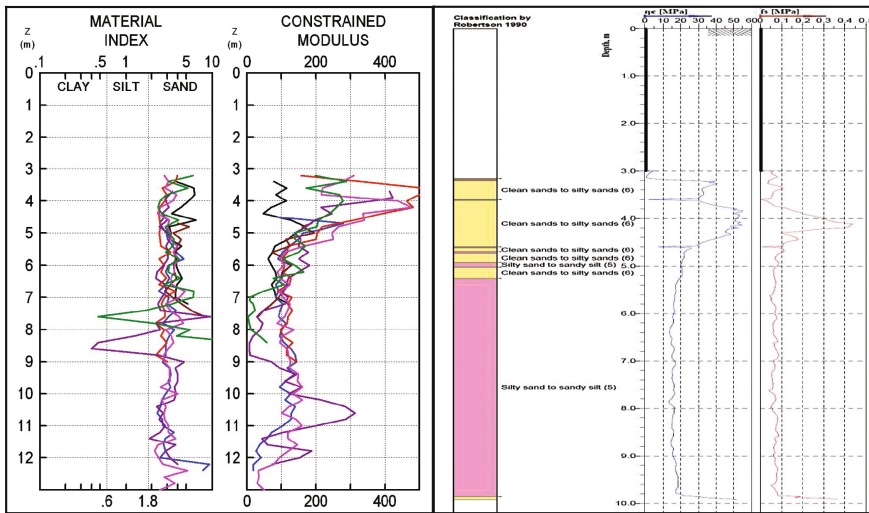 Z
(m)
MATERIAL
INDEX
.1
.5
1
5
10
CLAY
SILT
SAND
0
1
2
3
4
5
6
7
8
9
10
11
12
.6
1.8
Z
(m)
CONSTRAINED
MODULUS
0
200
400
0
1
2
3
4
5
6
7
8
9
10
11
12
0
200
400
Classification by
Robertson 1990
Clean sands to silty sands (6)
Clean sands to silty sands (6)
Clean sands to silty sands (6)
Clean sands to silty sands (6)
Silty sand to sandy silt (5)
Clean sands to silty sands (6)
Silty sand to sandy silt (5)
Depth, m
0
1.0
2.0
3.0
4.0
5.0
6.0
7.0
8.0
9.0
10.0
qc [MPa]
0
10
20
30
40
50
60
fs [MPa]
0
0.1
0.2
0.3
0.4